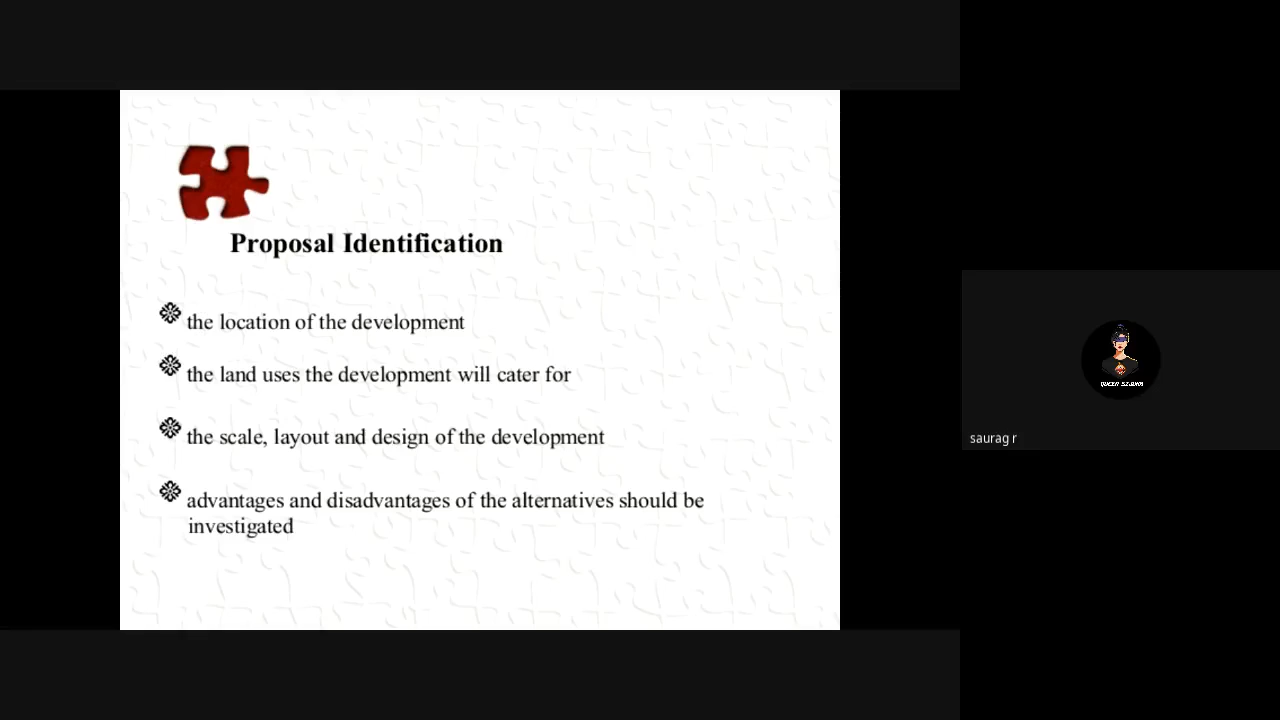 Proposal Identification
the location of the development
the land uses the development will cater for
the scale, layout and design of the development
advantages and disadvantages of the alternatives should be
investigated
saurag r